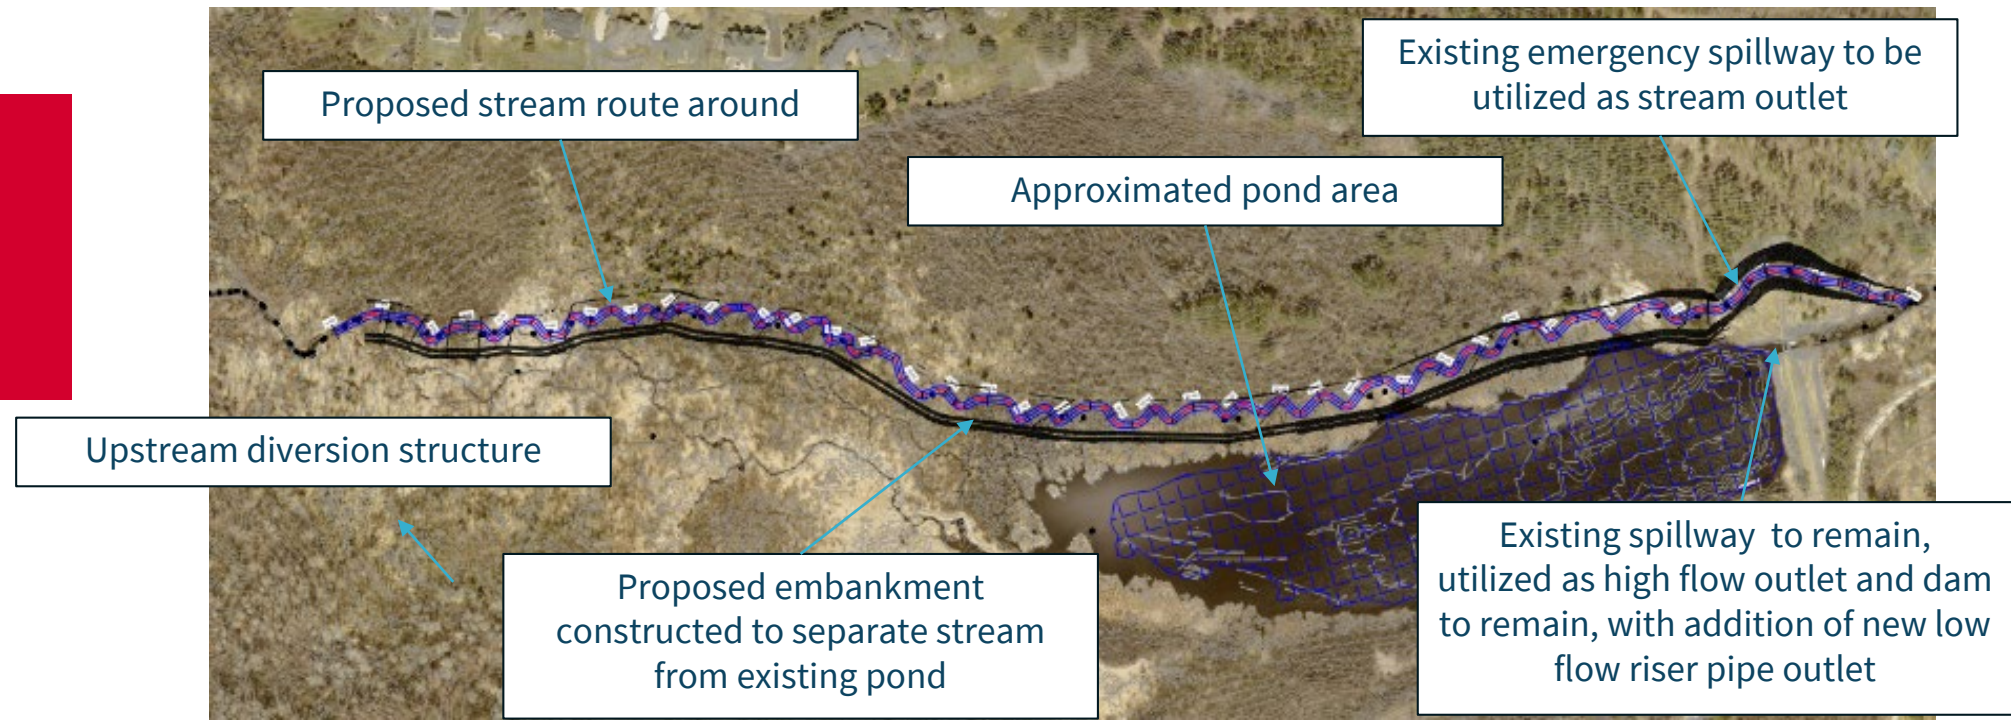 Proposed stream route around
Existing emergency spillway to be
utilized as stream outlet
Approximated pond area
Upstream diversion structure
Proposed embankment
constructed to separate stream
from existing pond
Existing spillway to remain,
utilized as high flow outlet and dam
to remain, with addition of new low
flow riser pipe outlet